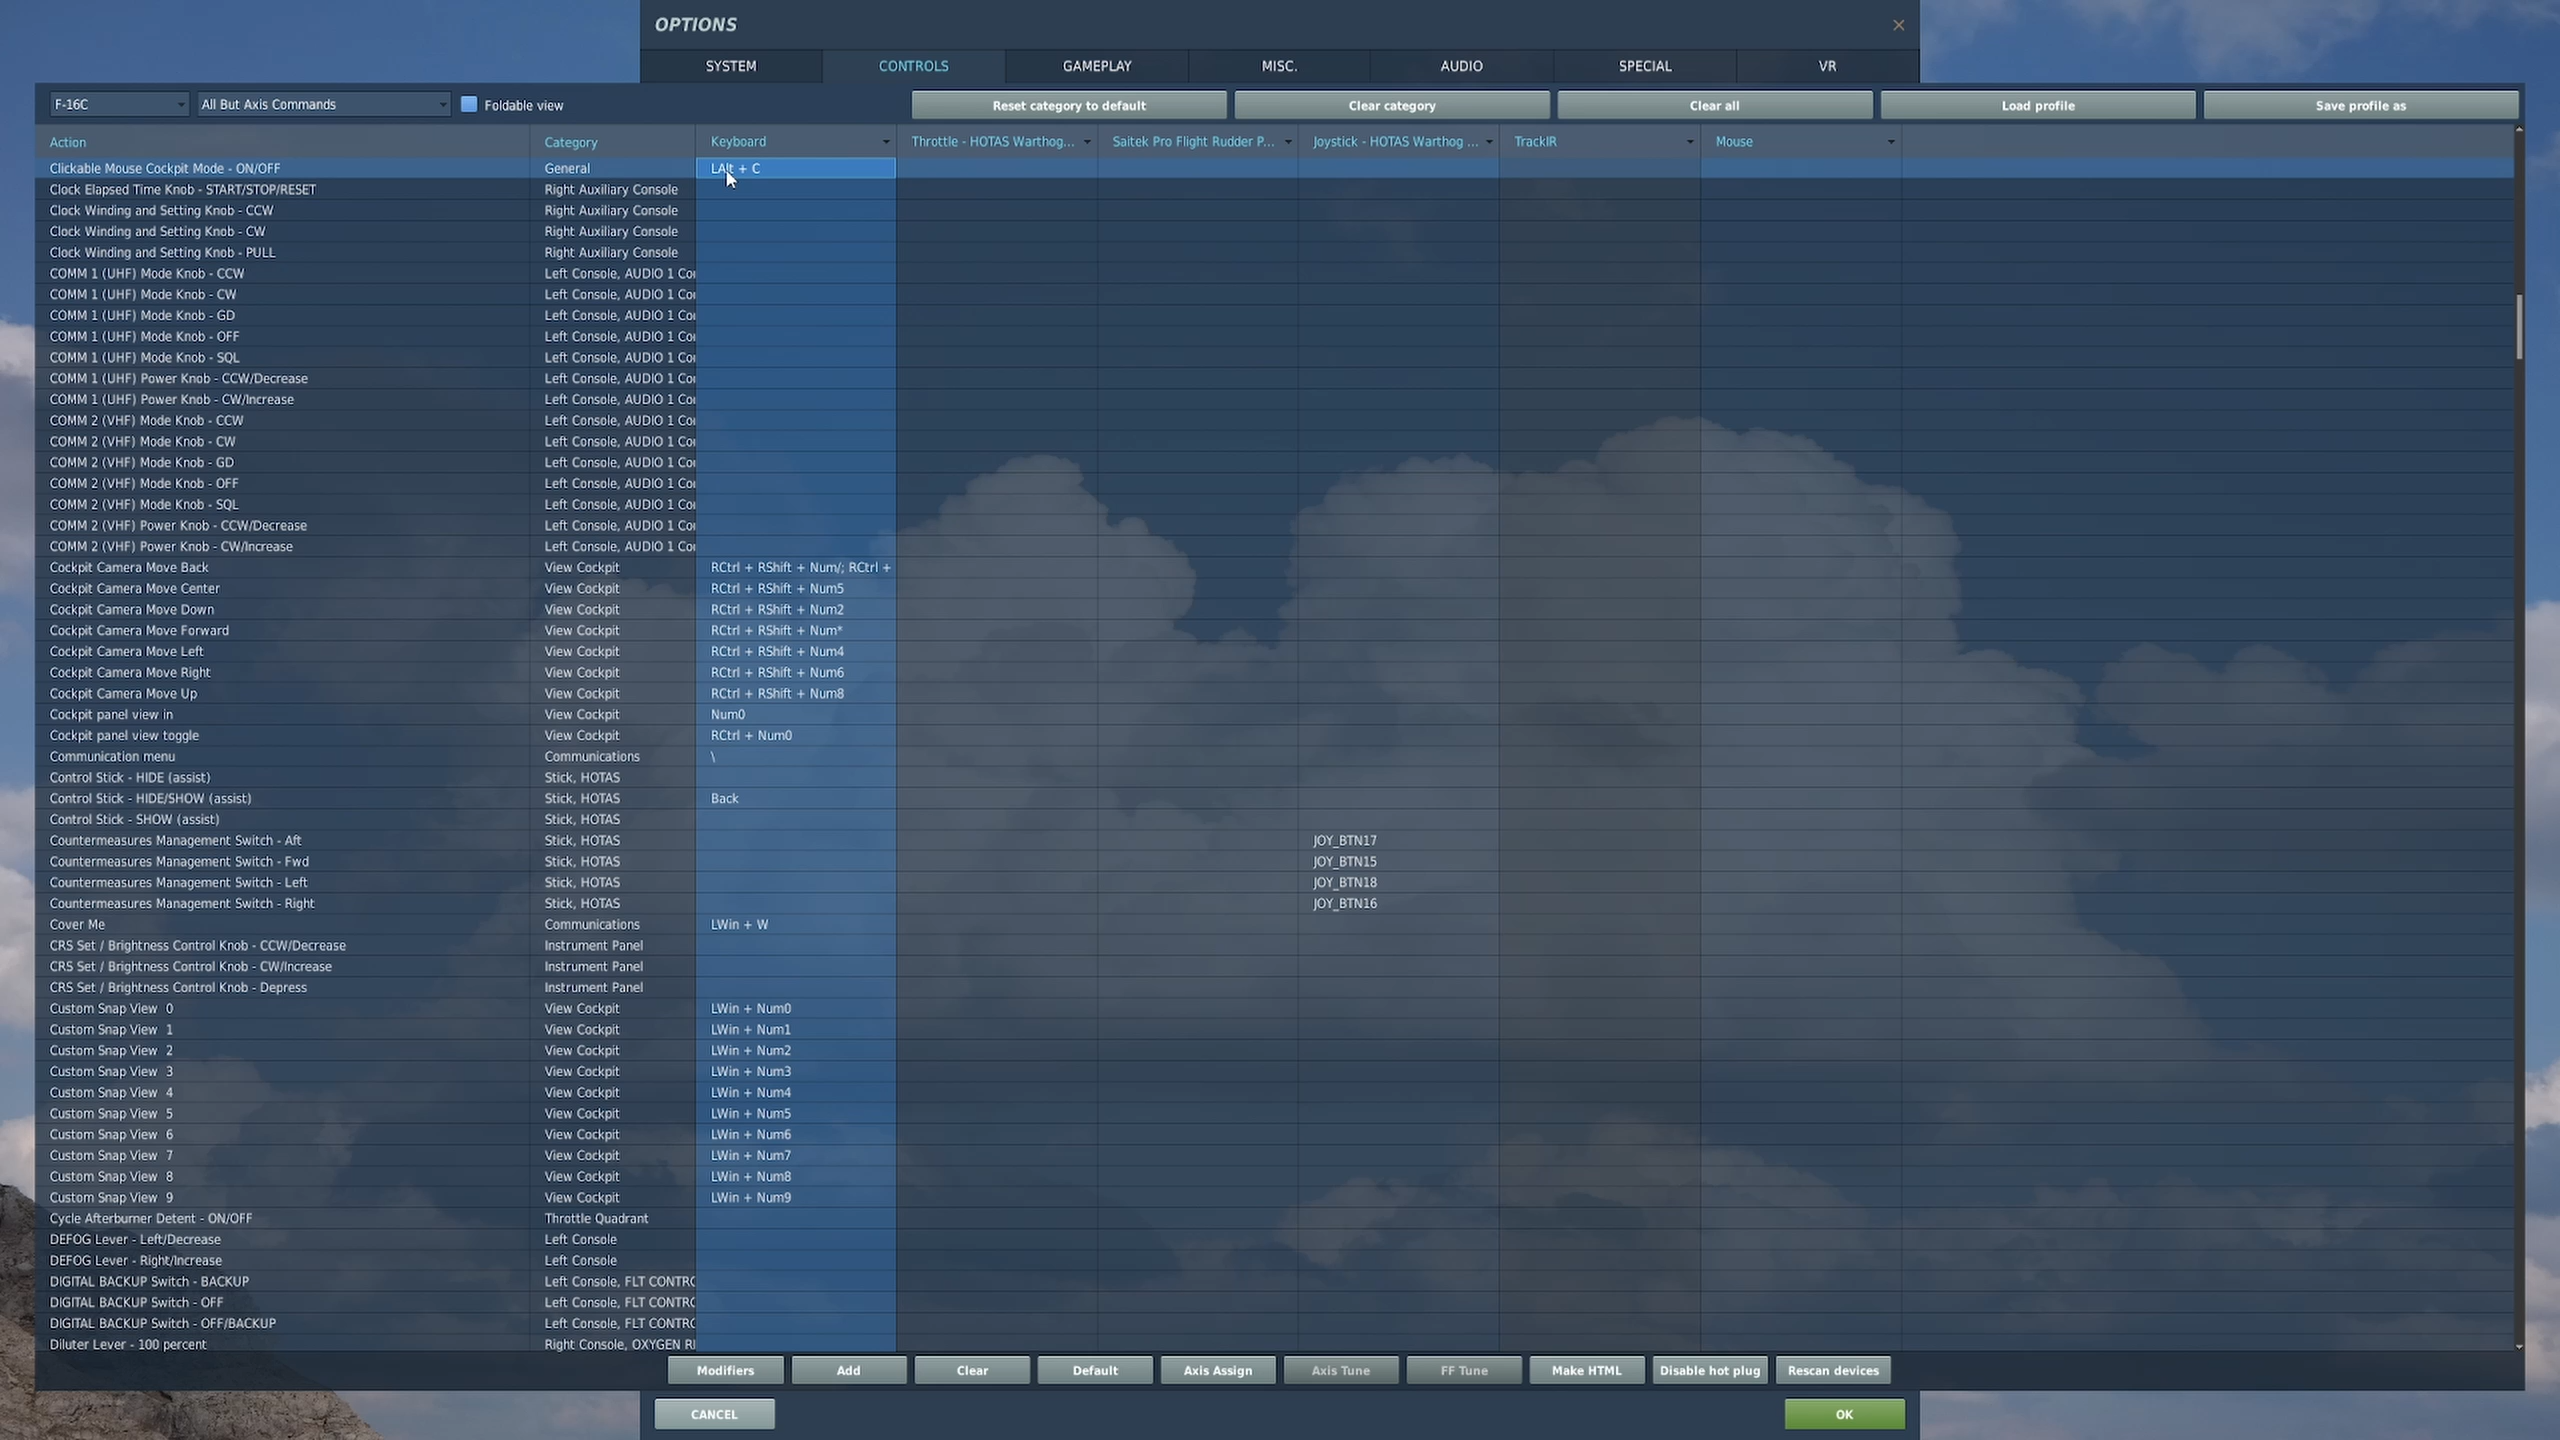 OPTIONS
SYSTEM CONTROLS GAMEPLAY MISC. AUDIO SPECIAL VR
F-16C All But Axis Commands Foldable view Reset category to default Clear category Clear all Load profile Save profile as
Action Category Keyboard Throttle - HOTAS Warthog... Saitek Pro Flight Rudder P... Joystick - HOTAS Warthog ... TrackIR Mouse
Clickable Mouse Cockpit Mode - ON/OFF General LAlt + C
Clock Elapsed Time Knob - START/STOP/RESET Right Auxiliary Console
Clock Winding and Setting Knob - CCW Right Auxiliary Console
Clock Winding and Setting Knob - CW Right Auxiliary Console
Clock Winding and Setting Knob - PULL Right Auxiliary Console
COMM 1 (UHF) Mode Knob - CCW Left Console, AUDIO 1 Cor
COMM 1 (UHF) Mode Knob - CW Left Console, AUDIO 1 Cor
COMM 1 (UHF) Mode Knob - GD Left Console, AUDIO 1 Cor
COMM 1 (UHF) Mode Knob - OFF Left Console, AUDIO 1 Cor
COMM 1 (UHF) Mode Knob - SQL Left Console, AUDIO 1 Cor
COMM 1 (UHF) Power Knob - CCW/Decrease Left Console, AUDIO 1 Cor
COMM 1 (UHF) Power Knob - CW/Increase Left Console, AUDIO 1 Cor
COMM 2 (VHF) Mode Knob - CCW Left Console, AUDIO 1 Cor
COMM 2 (VHF) Mode Knob - CW Left Console, AUDIO 1 Cor
COMM 2 (VHF) Mode Knob - GD Left Console, AUDIO 1 Cor
COMM 2 (VHF) Mode Knob - OFF Left Console, AUDIO 1 Cor
COMM 2 (VHF) Mode Knob - SQL Left Console, AUDIO 1 Cor
COMM 2 (VHF) Power Knob - CCW/Decrease Left Console, AUDIO 1 Cor
COMM 2 (VHF) Power Knob - CW/Increase Left Console, AUDIO 1 Cor
Cockpit Camera Move Back View Cockpit RCtrl + RShift + Num/; RCtrl +
Cockpit Camera Move Center View Cockpit RCtrl + RShift + Num5
Cockpit Camera Move Down View Cockpit RCtrl + RShift + Num2
Cockpit Camera Move Forward View Cockpit RCtrl + RShift + Num*
Cockpit Camera Move Left View Cockpit RCtrl + RShift + Num4
Cockpit Camera Move Right View Cockpit RCtrl + RShift + Num6
Cockpit Camera Move Up View Cockpit RCtrl + RShift + Num8
Cockpit panel view in View Cockpit Num0
Cockpit panel view toggle View Cockpit RCtrl + Num0
Communication menu Communications \
Control Stick - HIDE (assist) Stick, HOTAS
Control Stick - HIDE/SHOW (assist) Stick, HOTAS Back
Control Stick - SHOW (assist) Stick, HOTAS
Countermeasures Management Switch - Aft Stick, HOTAS JOY_BTN17
Countermeasures Management Switch - Fwd Stick, HOTAS JOY_BTN15
Countermeasures Management Switch - Left Stick, HOTAS JOY_BTN18
Countermeasures Management Switch - Right Stick, HOTAS JOY_BTN16
Cover Me Communications LWin + W
CRS Set / Brightness Control Knob - CCW/Decrease Instrument Panel
CRS Set / Brightness Control Knob - CW/Increase Instrument Panel
CRS Set / Brightness Control Knob - Depress Instrument Panel
Custom Snap View 0 View Cockpit LWin + Num0
Custom Snap View 1 View Cockpit LWin + Num1
Custom Snap View 2 View Cockpit LWin + Num2
Custom Snap View 3 View Cockpit LWin + Num3
Custom Snap View 4 View Cockpit LWin + Num4
Custom Snap View 5 View Cockpit LWin + Num5
Custom Snap View 6 View Cockpit LWin + Num6
Custom Snap View 7 View Cockpit LWin + Num7
Custom Snap View 8 View Cockpit LWin + Num8
Custom Snap View 9 View Cockpit LWin + Num9
Cycle Afterburner Detent - ON/OFF Throttle Quadrant
DEFOG Lever - Left/Decrease Left Console
DEFOG Lever - Right/Increase Left Console
DIGITAL BACKUP Switch - BACKUP Left Console, FLT CONTRO
DIGITAL BACKUP Switch - OFF Left Console, FLT CONTRO
DIGITAL BACKUP Switch - OFF/BACKUP Left Console, FLT CONTRO
Diluter Lever - 100 percent Right Console, OXYGEN RI
Modifiers Add Clear Default Axis Assign Axis Tune FF Tune Make HTML Disable hot plug Rescan devices
CANCEL OK